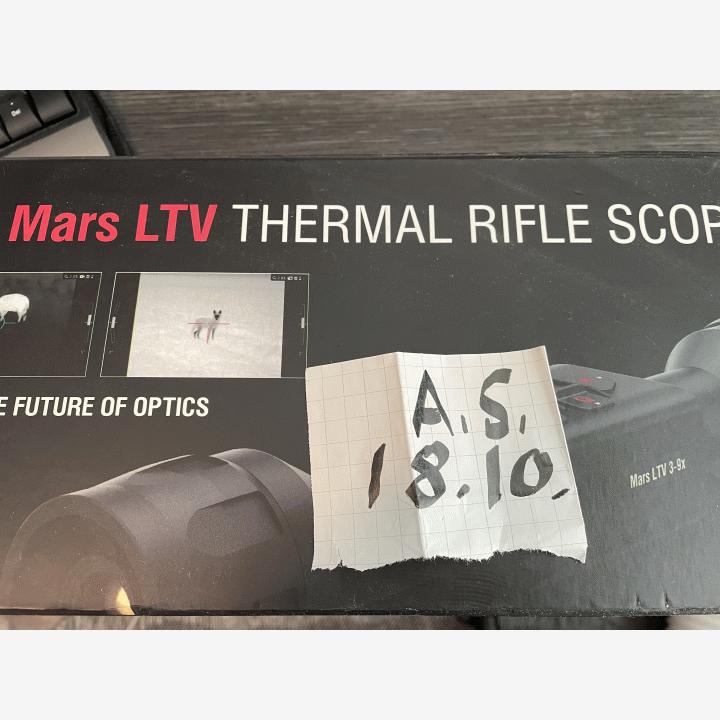 Mars LTV THERMAL RIFLE SCOP
E FUTURE OF OPTICS
A.S.
18.10.
Mars LTV 3-9x